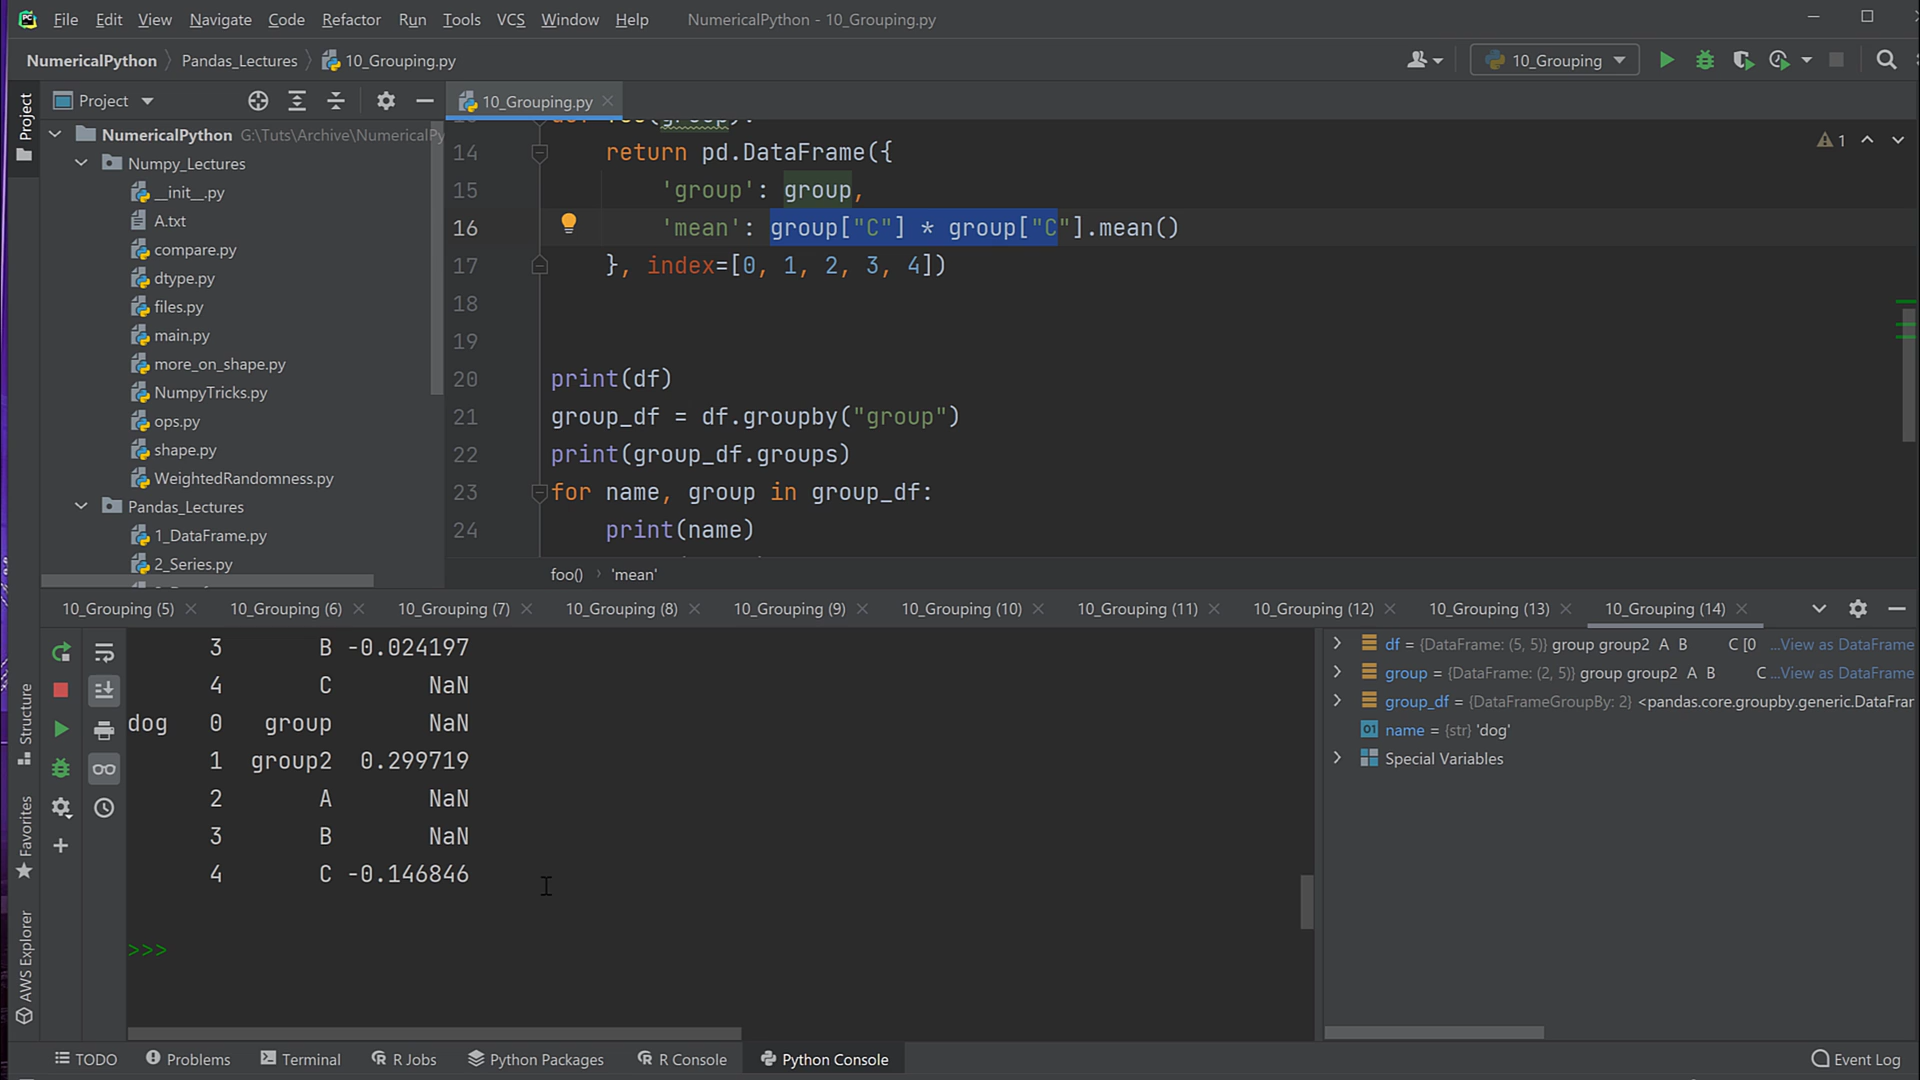 File Edit View Navigate Code Refactor Run Tools VCS Window Help NumericalPython - 10_Grouping.py
NumericalPython Pandas_Lectures 10_Grouping.py 10_Grouping
Project
Project
10_Grouping.py
NumericalPython G:\Tuts\Archive\NumericalPy
Numpy_Lectures
__init__.py
A.txt
compare.py
dtype.py
files.py
main.py
more_on_shape.py
NumpyTricks.py
ops.py
shape.py
WeightedRandomness.py
Pandas_Lectures
1_DataFrame.py
2_Series.py
1
14 return pd.DataFrame({
15 'group': group,
16 'mean': group["C"] * group["C"].mean()
17 }, index=[0, 1, 2, 3, 4])
18
19
20 print(df)
21 group_df = df.groupby("group")
22 print(group_df.groups)
23 for name, group in group_df:
24 print(name)
foo() 'mean'
10_Grouping (5) 10_Grouping (6) 10_Grouping (7) 10_Grouping (8) 10_Grouping (9) 10_Grouping (10) 10_Grouping (11) 10_Grouping (12) 10_Grouping (13) 10_Grouping (14)
3 B -0.024197
4 C NaN
dog 0 group NaN
1 group2 0.299719
2 A NaN
3 B NaN
4 C -0.146846
>>>
df = {DataFrame: (5, 5)} group group2 A B C [0 ...View as DataFrame
group = {DataFrame: (2, 5)} group group2 A B C ...View as DataFrame
group_df = {DataFrameGroupBy: 2} <pandas.core.groupby.generic.DataFrar
01 name = {str} 'dog'
Special Variables
Structure
Favorites
AWS Explorer
TODO Problems Terminal R Jobs Python Packages R Console Python Console Event Log